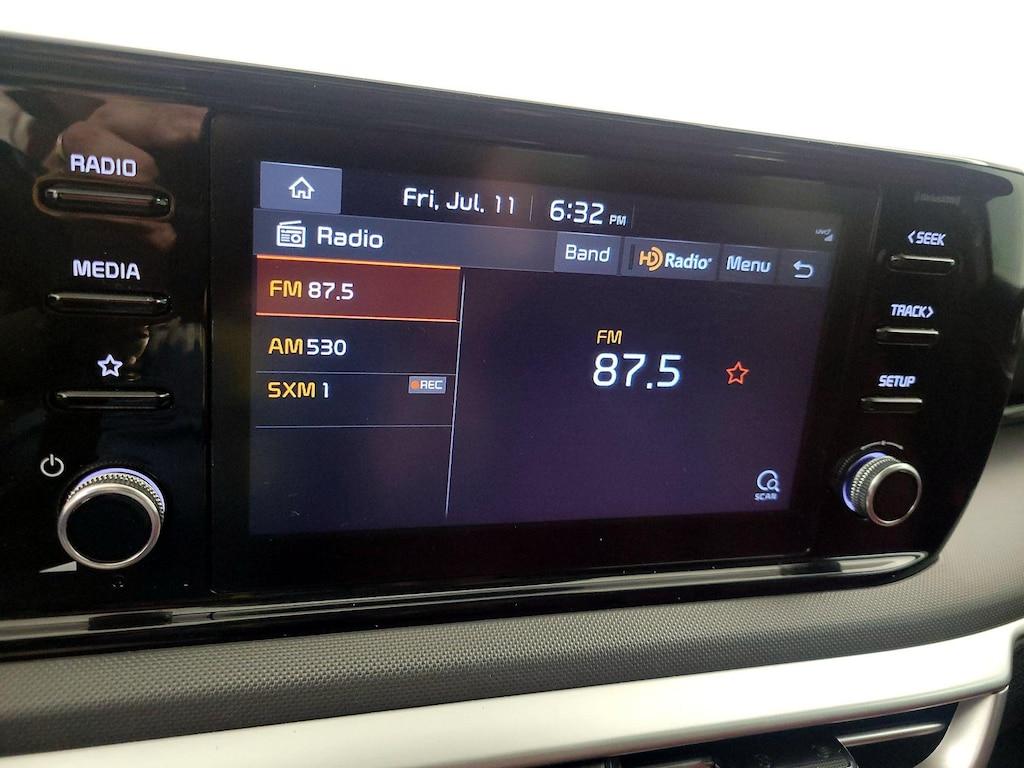 RADIO
MEDIA
Fri, Jul. 11 6:32 PM
Radio
Band HD Radio Menu
FM 87.5
AM 530
SXM 1 REC
FM
87.5
SCAN
SEEK
TRACK
SETUP